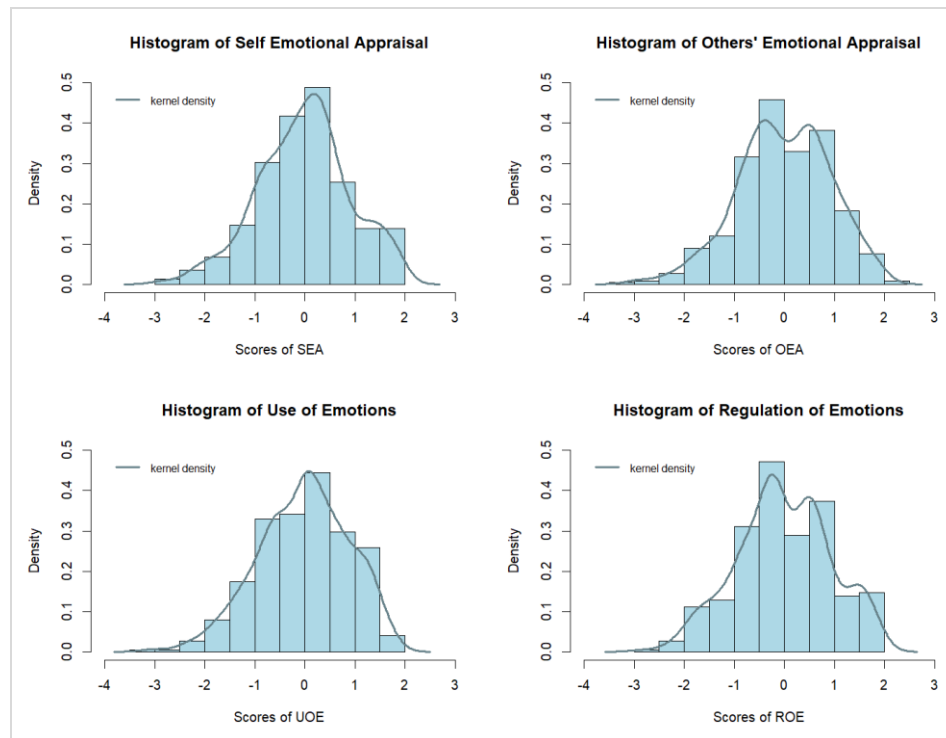 Histogram of Self Emotional Appraisal
kernel density
Density
0.0 0.1 0.2 0.3 0.4 0.5
-4 -3 -2 -1 0 1 2 3
Scores of SEA
Histogram of Others' Emotional Appraisal
kernel density
Density
0.0 0.1 0.2 0.3 0.4 0.5
-4 -3 -2 -1 0 1 2 3
Scores of OEA
Histogram of Use of Emotions
kernel density
Density
0.0 0.1 0.2 0.3 0.4 0.5
-4 -3 -2 -1 0 1 2 3
Scores of UOE
Histogram of Regulation of Emotions
kernel density
Density
0.0 0.1 0.2 0.3 0.4 0.5
-4 -3 -2 -1 0 1 2 3
Scores of ROE